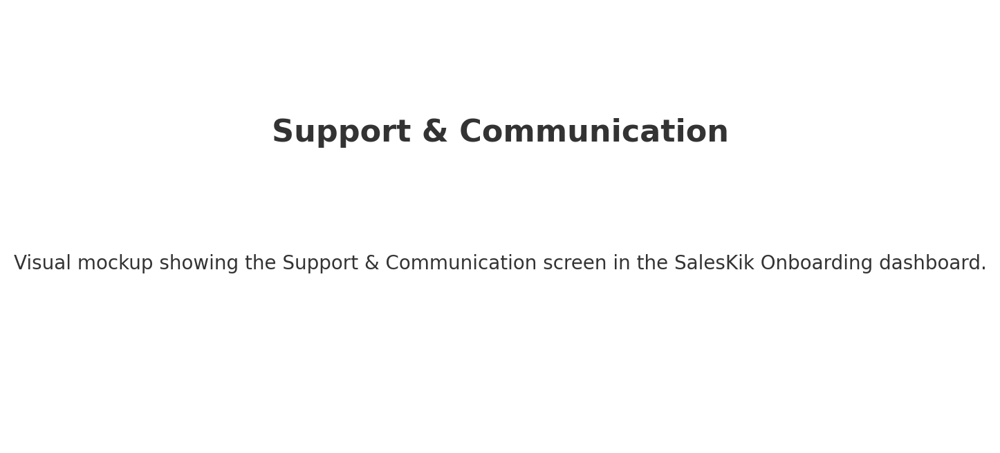 Support & Communication
Visual mockup showing the Support & Communication screen in the SalesKik Onboarding dashboard.